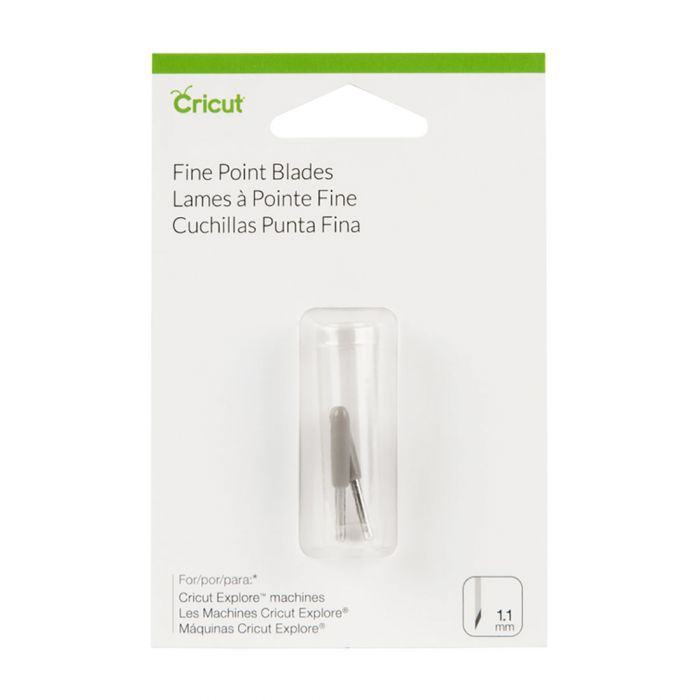 Cricut
Fine Point Blades
Lames à Pointe Fine
Cuchillas Punta Fina
For/por/para:*
Cricut Explore™ machines
Les Machines Cricut Explore®
Máquinas Cricut Explore®
1.1
mm